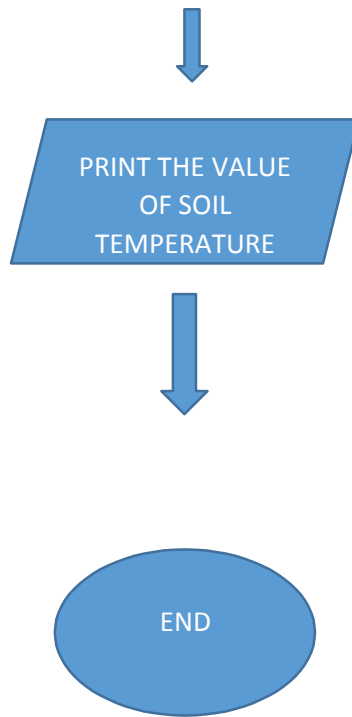 PRINT THE VALUE
OF SOIL
TEMPERATURE
END